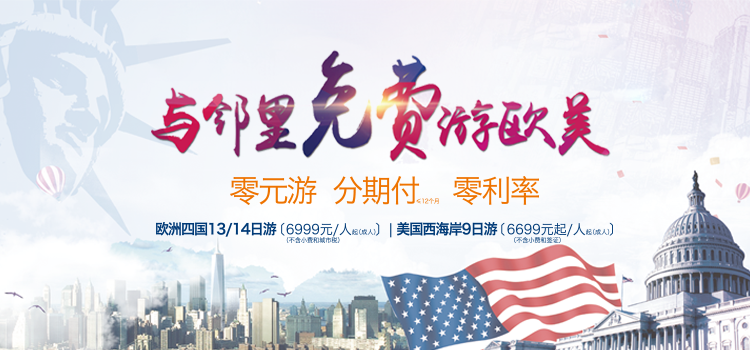 与邻里免费游欧美
零元游 分期付≤12个月 零利率
欧洲四国13/14日游〔6999元/人起(成人)〕 | 美国西海岸9日游〔6699元起/人起(成人)〕
(不含小费和城市税) (不含小费和签证)